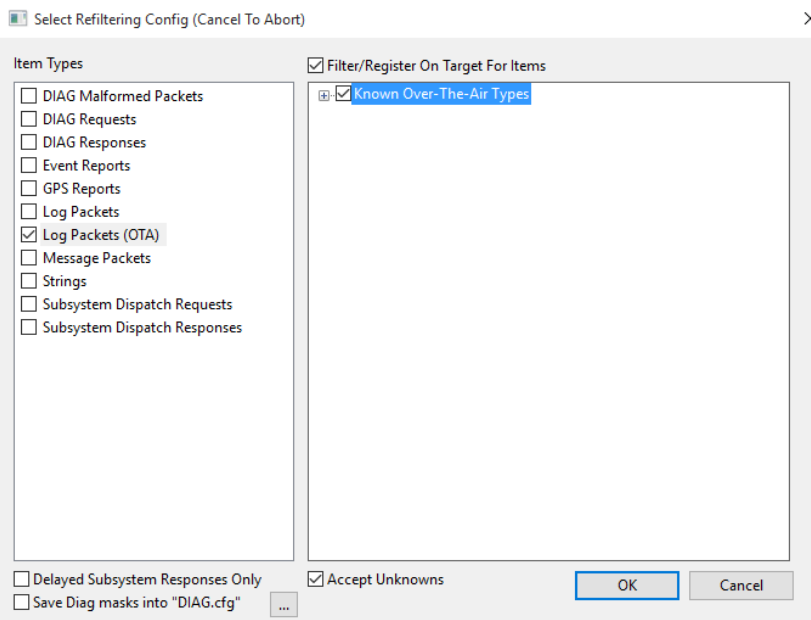 Select Refiltering Config (Cancel To Abort)
Item Types
Filter/Register On Target For Items
DIAG Malformed Packets
DIAG Requests
DIAG Responses
Event Reports
GPS Reports
Log Packets
Log Packets (OTA)
Message Packets
Strings
Subsystem Dispatch Requests
Subsystem Dispatch Responses
Known Over-The-Air Types
Delayed Subsystem Responses Only
Save Diag masks into "DIAG.cfg"
...
Accept Unknowns
OK
Cancel